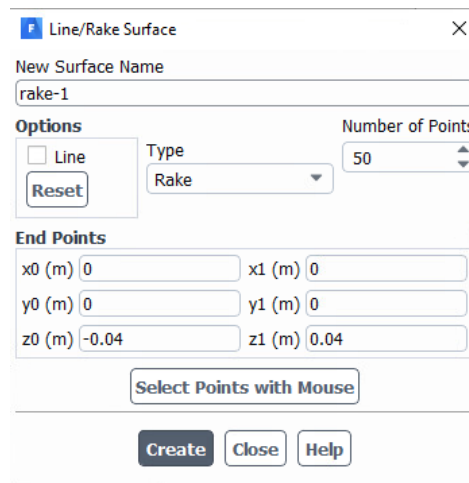 F Line/Rake Surface
New Surface Name
rake-1
Options
Number of Points
Line
Type
50
Reset
Rake
End Points
x0 (m) 0 x1 (m) 0
y0 (m) 0 y1 (m) 0
z0 (m) -0.04 z1 (m) 0.04
Select Points with Mouse
Create Close Help